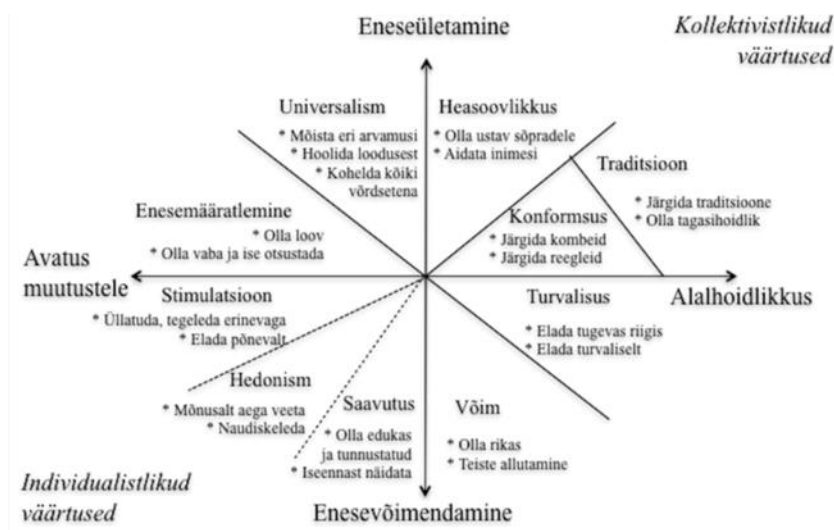 Eneseületamine
Kollektivistlikud
väärtused
Universalism
* Mõista eri arvamusi
* Hoolida loodusest
* Kohelda kõiki
võrdsetena
Heasoovlikkus
* Olla ustav sõpradele
* Aidata inimesi
Traditsioon
* Järgida traditsioone
* Olla tagasihoidlik
Enesemääratlemine
* Olla loov
* Olla vaba ja ise otsustada
Konformsus
* Järgida kombeid
* Järgida reegleid
Avatus
muutustele
Alalhoidlikkus
Stimulatsioon
* Üllatuda, tegeleda erinevaga
* Elada põnevalt
Turvalisus
* Elada tugevas riigis
* Elada turvaliselt
Hedonism
* Mõnusalt aega veeta
* Naudiskeleda
Saavutus
* Olla edukas
ja tunnustatud
* Iseennast näidata
Võim
* Olla rikas
* Teiste allutamine
Individualistlikud
väärtused
Enesevõimendamine